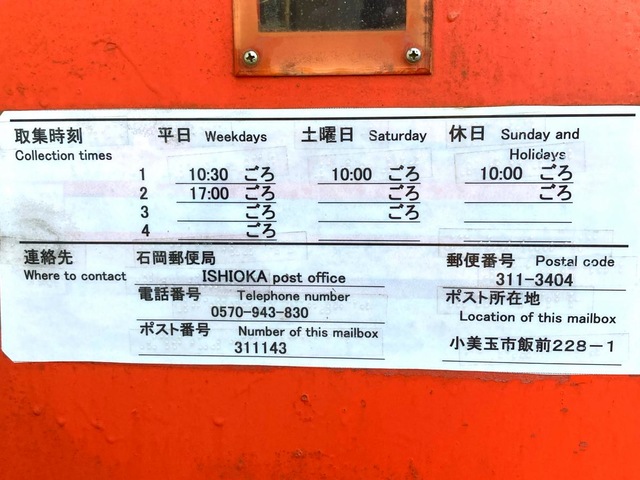 取集時刻 平日 Weekdays 土曜日 Saturday 休日 Sunday and
Collection times Holidays
1 10:30 ごろ 10:00 ごろ 10:00 ごろ
2 17:00 ごろ ごろ ごろ
3 ごろ ごろ
4 ごろ
連絡先 石岡郵便局 郵便番号 Postal code
Where to contact ISHIOKA post office 311-3404
電話番号 Telephone number ポスト所在地
0570-943-830 Location of this mailbox
ポスト番号 Number of this mailbox 小美玉市飯前228-1
311143